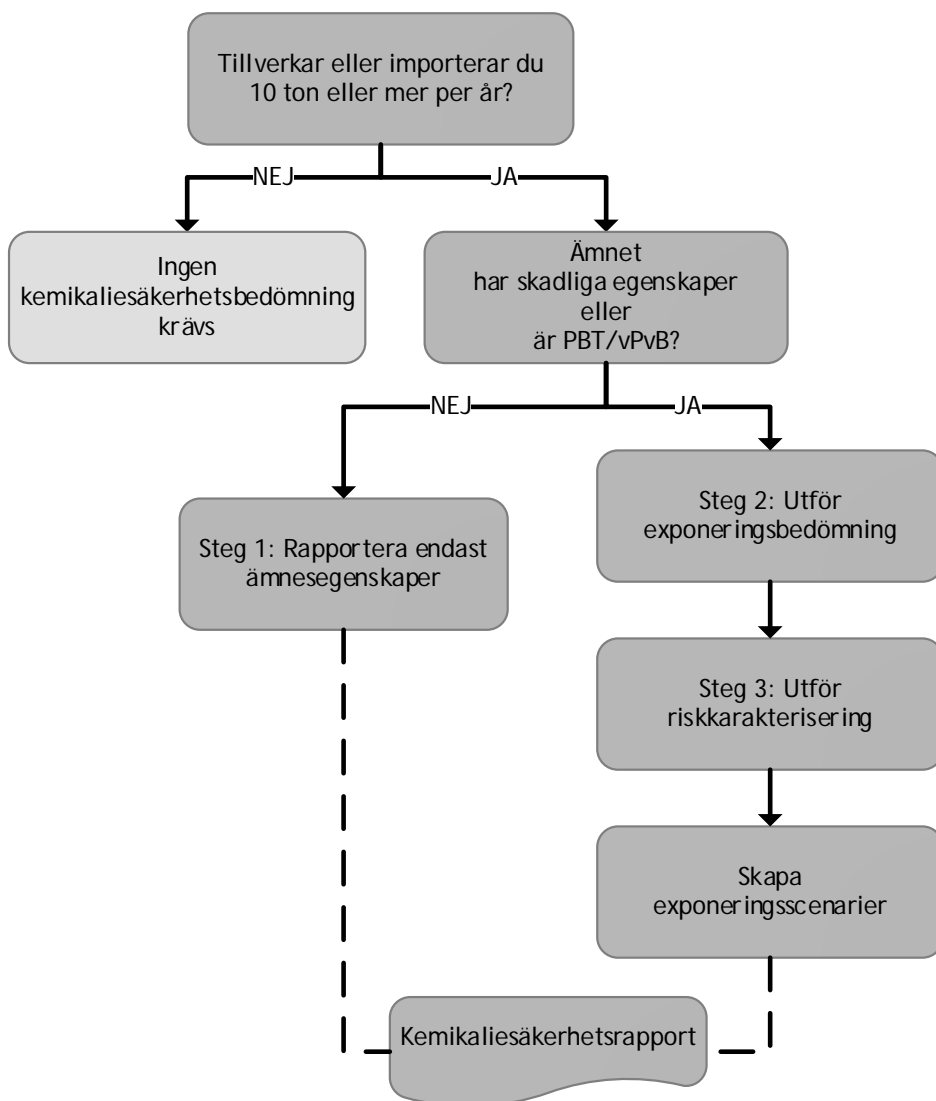 Tillverkar eller importerar du
10 ton eller mer per år?
NEJ
JA
Ingen
kemikaliesäkerhetsbedömning
krävs
Ämnet
har skadliga egenskaper
eller
är PBT/vPvB?
NEJ
JA
Steg 1: Rapportera endast
ämnesegenskaper
Steg 2: Utför
exponeringsbedömning
Steg 3: Utför
riskkarakterisering
Skapa
exponeringsscenarier
Kemikaliesäkerhetsrapport